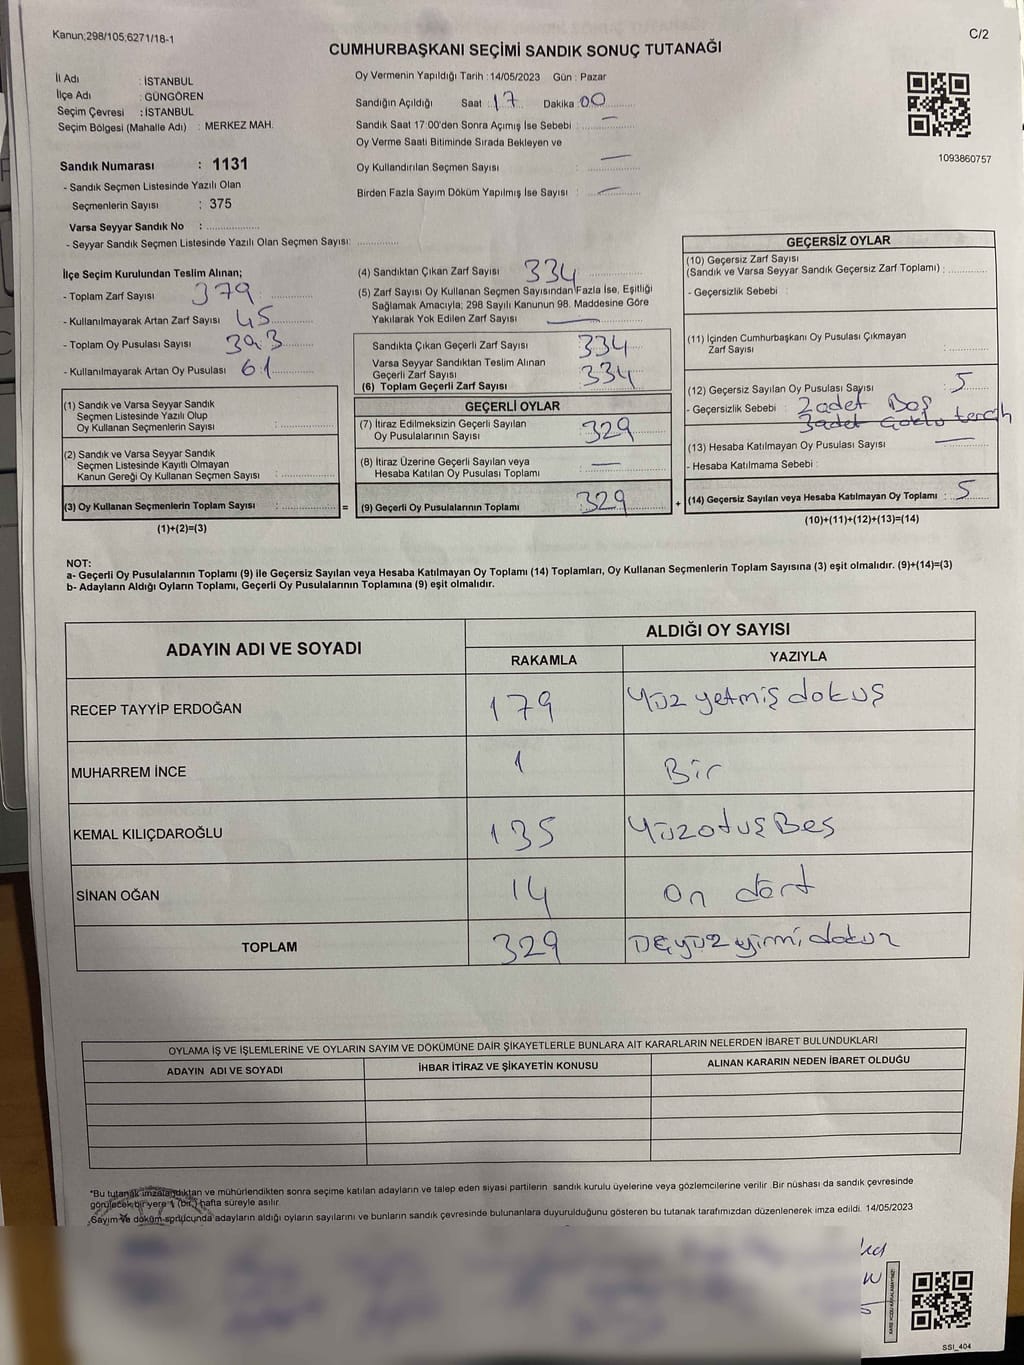 Kanun;298/105,6271/18-1
C/2
CUMHURBAŞKANI SEÇİMİ SANDIK SONUÇ TUTANAĞI
İl Adı : İSTANBUL
İlçe Adı : GÜNGÖREN
Seçim Çevresi : İSTANBUL
Seçim Bölgesi (Mahalle Adı) : MERKEZ MAH.
Oy Vermenin Yapıldığı Tarih : 14/05/2023 Gün : Pazar
Sandığın Açıldığı Saat : 17 Dakika 00
Sandık Saat 17:00'den Sonra Açımış İse Sebebi : —
Oy Verme Saati Bitiminde Sırada Bekleyen ve
Oy Kullandırılan Seçmen Sayısı : —
Birden Fazla Sayım Döküm Yapılmış İse Sayısı : —
1093860757
Sandık Numarası : 1131
- Sandık Seçmen Listesinde Yazılı Olan
Seçmenlerin Sayısı : 375
Varsa Seyyar Sandık No :
- Seyyar Sandık Seçmen Listesinde Yazılı Olan Seçmen Sayısı:
İlçe Seçim Kurulundan Teslim Alınan;
- Toplam Zarf Sayısı 379
- Kullanılmayarak Artan Zarf Sayısı : 45
- Toplam Oy Pusulası Sayısı : 393
- Kullanılmayarak Artan Oy Pusulası : 61
(1) Sandık ve Varsa Seyyar Sandık
Seçmen Listesinde Yazılı Olup
Oy Kullanan Seçmenlerin Sayısı :
(2) Sandık ve Varsa Seyyar Sandık
Seçmen Listesinde Kayıtlı Olmayan
Kanun Gereği Oy Kullanan Seçmen Sayısı :
(3) Oy Kullanan Seçmenlerin Toplam Sayısı : =
(1)+(2)=(3)
(4) Sandıktan Çıkan Zarf Sayısı 334
(5) Zarf Sayısı Oy Kullanan Seçmen Sayısından Fazla İse, Eşitliği
Sağlamak Amacıyla; 298 Sayılı Kanunun 98. Maddesine Göre
Yakılarak Yok Edilen Zarf Sayısı : —
Sandıkta Çıkan Geçerli Zarf Sayısı : 334
Varsa Seyyar Sandıktan Teslim Alınan
Geçerli Zarf Sayısı : 334
(6) Toplam Geçerli Zarf Sayısı
GEÇERLİ OYLAR
(7) İtiraz Edilmeksizin Geçerli Sayılan
Oy Pusulalarının Sayısı : 329
(8) İtiraz Üzerine Geçerli Sayılan veya
Hesaba Katılan Oy Pusulası Toplamı : —
(9) Geçerli Oy Pusulalarının Toplamı : 329 +
GEÇERSİZ OYLAR
(10) Geçersiz Zarf Sayısı
(Sandık ve Varsa Seyyar Sandık Geçersiz Zarf Toplamı) :
- Geçersizlik Sebebi :
(11) İçinden Cumhurbaşkanı Oy Pusulası Çıkmayan
Zarf Sayısı :
(12) Geçersiz Sayılan Oy Pusulası Sayısı : 5
- Geçersizlik Sebebi : 2 adet Boş
3 adet Çoklu tercih
(13) Hesaba Katılmayan Oy Pusulası Sayısı : —
- Hesaba Katılmama Sebebi :
(14) Geçersiz Sayılan veya Hesaba Katılmayan Oy Toplamı : 5
(10)+(11)+(12)+(13)=(14)
NOT:
a- Geçerli Oy Pusulalarının Toplamı (9) ile Geçersiz Sayılan veya Hesaba Katılmayan Oy Toplamı (14) Toplamları, Oy Kullanan Seçmenlerin Toplam Sayısına (3) eşit olmalıdır. (9)+(14)=(3)
b- Adayların Aldığı Oyların Toplamı, Geçerli Oy Pusulalarının Toplamına (9) eşit olmalıdır.
ADAYIN ADI VE SOYADI ALDIĞI OY SAYISI
RAKAMLA YAZIYLA
RECEP TAYYİP ERDOĞAN 179 Yüz yetmiş dokuş
MUHARREM İNCE 1 Bir
KEMAL KILIÇDAROĞLU 135 YüzotuşBeş
SİNAN OĞAN 14 on dört
TOPLAM 329 üçyüz yirmi dokuz
OYLAMA İŞ VE İŞLEMLERİNE VE OYLARIN SAYIM VE DÖKÜMÜNE DAİR ŞİKAYETLERLE BUNLARA AİT KARARLARIN NELERDEN İBARET BULUNDUKLARI
ADAYIN ADI VE SOYADI İHBAR İTİRAZ VE ŞİKAYETİN KONUSU ALINAN KARARIN NEDEN İBARET OLDUĞU
*Bu tutanak imzalandıktan ve mühürlendikten sonra seçime katılan adayların ve talep eden siyasi partilerin sandık kurulu üyelerine veya gözlemcilerine verilir. Bir nüshası da sandık çevresinde
görülecek bir yere 1 (bir) hafta süreyle asılır.
Sayım ve döküm sonucunda adayların aldığı oyların sayılarını ve bunların sandık çevresinde bulunanlara duyurulduğunu gösteren bu tutanak tarafımızdan düzenlenerek imza edildi. 14/05/2023
SSI_404